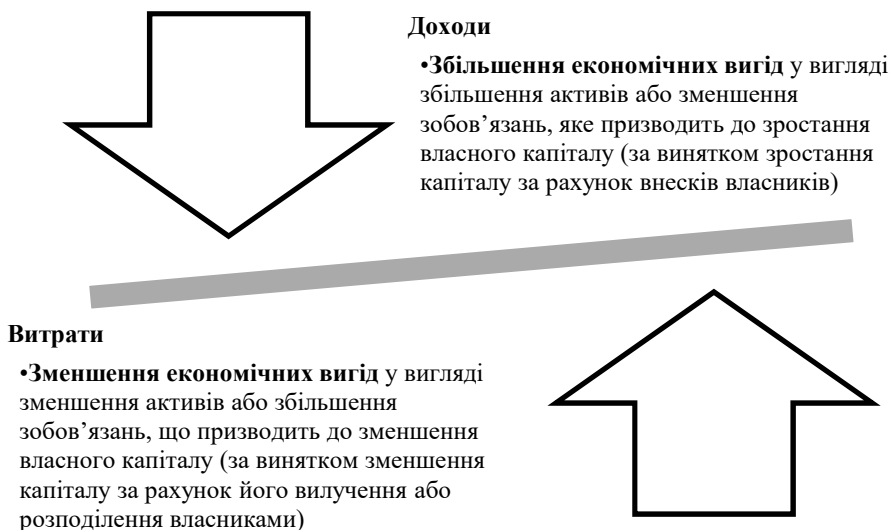 Доходи
•Збільшення економічних вигід у вигляді
збільшення активів або зменшення
зобов’язань, яке призводить до зростання
власного капіталу (за винятком зростання
капіталу за рахунок внесків власників)
Витрати
•Зменшення економічних вигід у вигляді
зменшення активів або збільшення
зобов’язань, що призводить до зменшення
власного капіталу (за винятком зменшення
капіталу за рахунок його вилучення або
розподілення власниками)